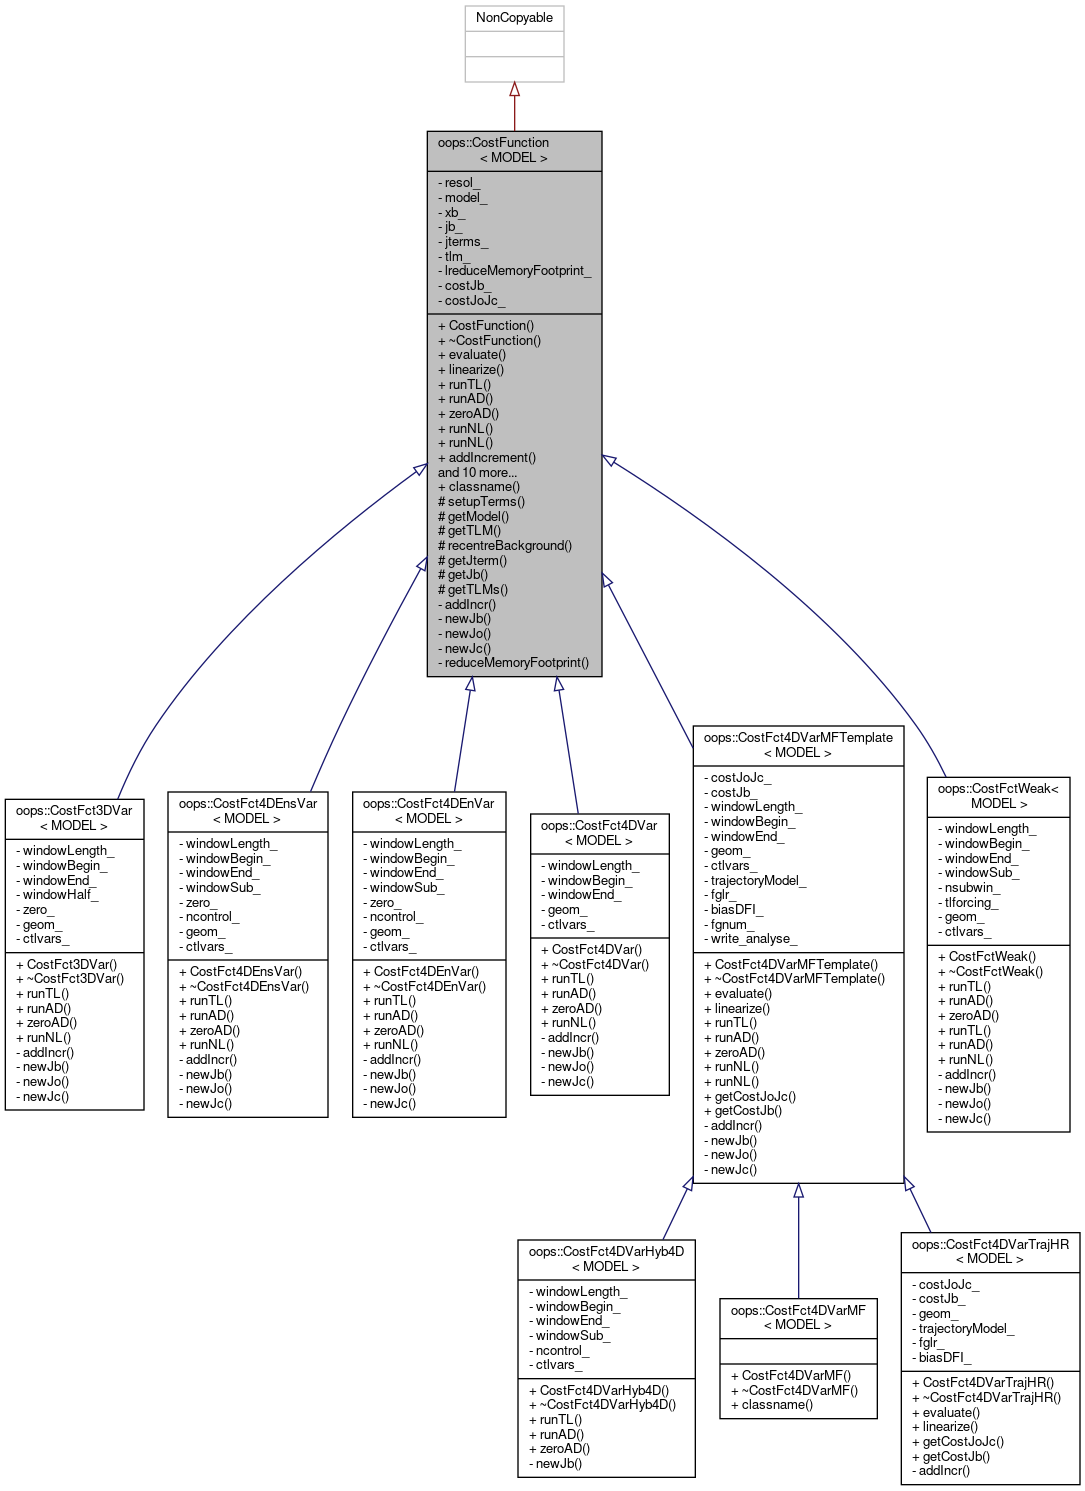 NonCopyable
oops::CostFunction
< MODEL >
- resol_
- model_
- xb_
- jb_
- jterms_
- tlm_
- lreduceMemoryFootprint_
- costJb_
- costJoJc_
+ CostFunction()
+ ~CostFunction()
+ evaluate()
+ linearize()
+ runTL()
+ runAD()
+ zeroAD()
+ runNL()
+ runNL()
+ addIncrement()
and 10 more...
+ classname()
# setupTerms()
# getModel()
# getTLM()
# recentreBackground()
# getJterm()
# getJb()
# getTLMs()
- addIncr()
- newJb()
- newJo()
- newJc()
- reduceMemoryFootprint()
oops::CostFct3DVar
< MODEL >
- windowLength_
- windowBegin_
- windowEnd_
- windowHalf_
- zero_
- geom_
- ctlvars_
+ CostFct3DVar()
+ ~CostFct3DVar()
+ runTL()
+ runAD()
+ zeroAD()
+ runNL()
- addIncr()
- newJb()
- newJo()
- newJc()
oops::CostFct4DEnsVar
< MODEL >
- windowLength_
- windowBegin_
- windowEnd_
- windowSub_
- zero_
- ncontrol_
- geom_
- ctlvars_
+ CostFct4DEnsVar()
+ ~CostFct4DEnsVar()
+ runTL()
+ runAD()
+ zeroAD()
+ runNL()
- addIncr()
- newJb()
- newJo()
- newJc()
oops::CostFct4DEnVar
< MODEL >
- windowLength_
- windowBegin_
- windowEnd_
- windowSub_
- zero_
- ncontrol_
- geom_
- ctlvars_
+ CostFct4DEnVar()
+ ~CostFct4DEnVar()
+ runTL()
+ runAD()
+ zeroAD()
+ runNL()
- addIncr()
- newJb()
- newJo()
- newJc()
oops::CostFct4DVar
< MODEL >
- windowLength_
- windowBegin_
- windowEnd_
- geom_
- ctlvars_
+ CostFct4DVar()
+ ~CostFct4DVar()
+ runTL()
+ runAD()
+ zeroAD()
+ runNL()
- addIncr()
- newJb()
- newJo()
- newJc()
oops::CostFct4DVarMFTemplate
< MODEL >
- costJoJc_
- costJb_
- windowLength_
- windowBegin_
- windowEnd_
- geom_
- ctlvars_
- trajectoryModel_
- fglr_
- biasDFI_
- fgnum_
- write_analyse_
+ CostFct4DVarMFTemplate()
+ ~CostFct4DVarMFTemplate()
+ evaluate()
+ linearize()
+ runTL()
+ runAD()
+ zeroAD()
+ runNL()
+ runNL()
+ getCostJoJc()
+ getCostJb()
- addIncr()
- newJb()
- newJo()
- newJc()
oops::CostFctWeak<
MODEL >
- windowLength_
- windowBegin_
- windowEnd_
- windowSub_
- nsubwin_
- tlforcing_
- geom_
- ctlvars_
+ CostFctWeak()
+ ~CostFctWeak()
+ runTL()
+ runAD()
+ zeroAD()
+ runTL()
+ runAD()
+ runNL()
- addIncr()
- newJb()
- newJo()
- newJc()
oops::CostFct4DVarHyb4D
< MODEL >
- windowLength_
- windowBegin_
- windowEnd_
- windowSub_
- ncontrol_
- ctlvars_
+ CostFct4DVarHyb4D()
+ ~CostFct4DVarHyb4D()
+ runTL()
+ runAD()
+ zeroAD()
- newJb()
oops::CostFct4DVarMF
< MODEL >
+ CostFct4DVarMF()
+ ~CostFct4DVarMF()
+ classname()
oops::CostFct4DVarTrajHR
< MODEL >
- costJoJc_
- costJb_
- geom_
- trajectoryModel_
- fglr_
- biasDFI_
+ CostFct4DVarTrajHR()
+ ~CostFct4DVarTrajHR()
+ evaluate()
+ linearize()
+ getCostJoJc()
+ getCostJb()
- addIncr()